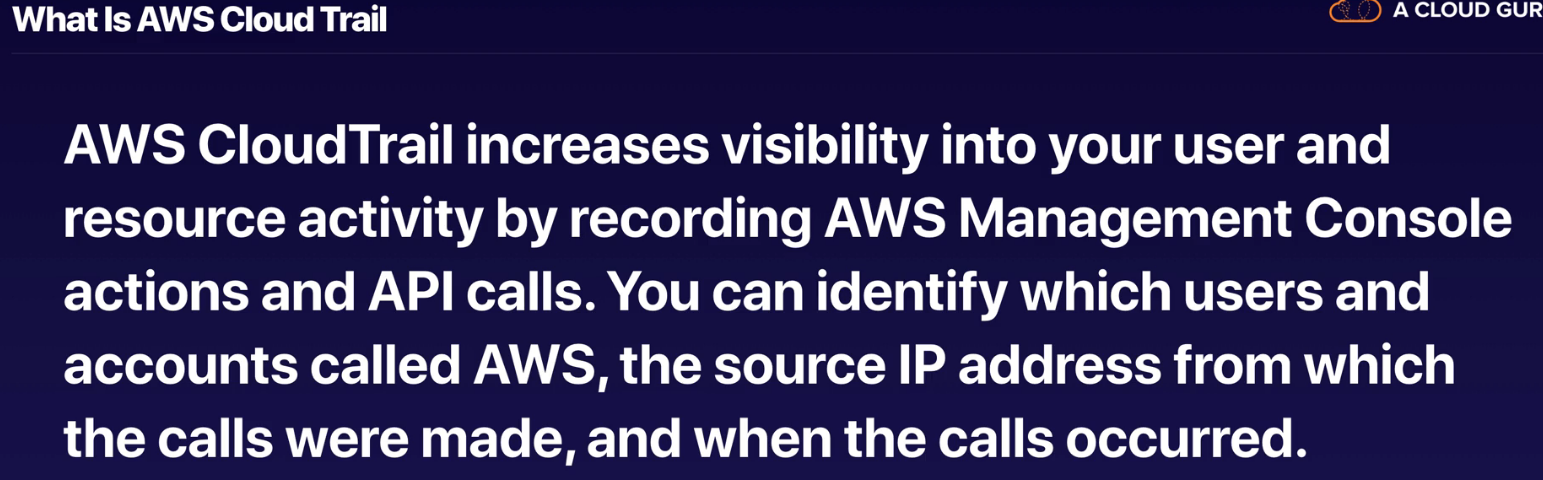 What Is AWS Cloud Trail
A CLOUD GUR
AWS CloudTrail increases visibility into your user and
resource activity by recording AWS Management Console
actions and API calls. You can identify which users and
accounts called AWS, the source IP address from which
the calls were made, and when the calls occurred.